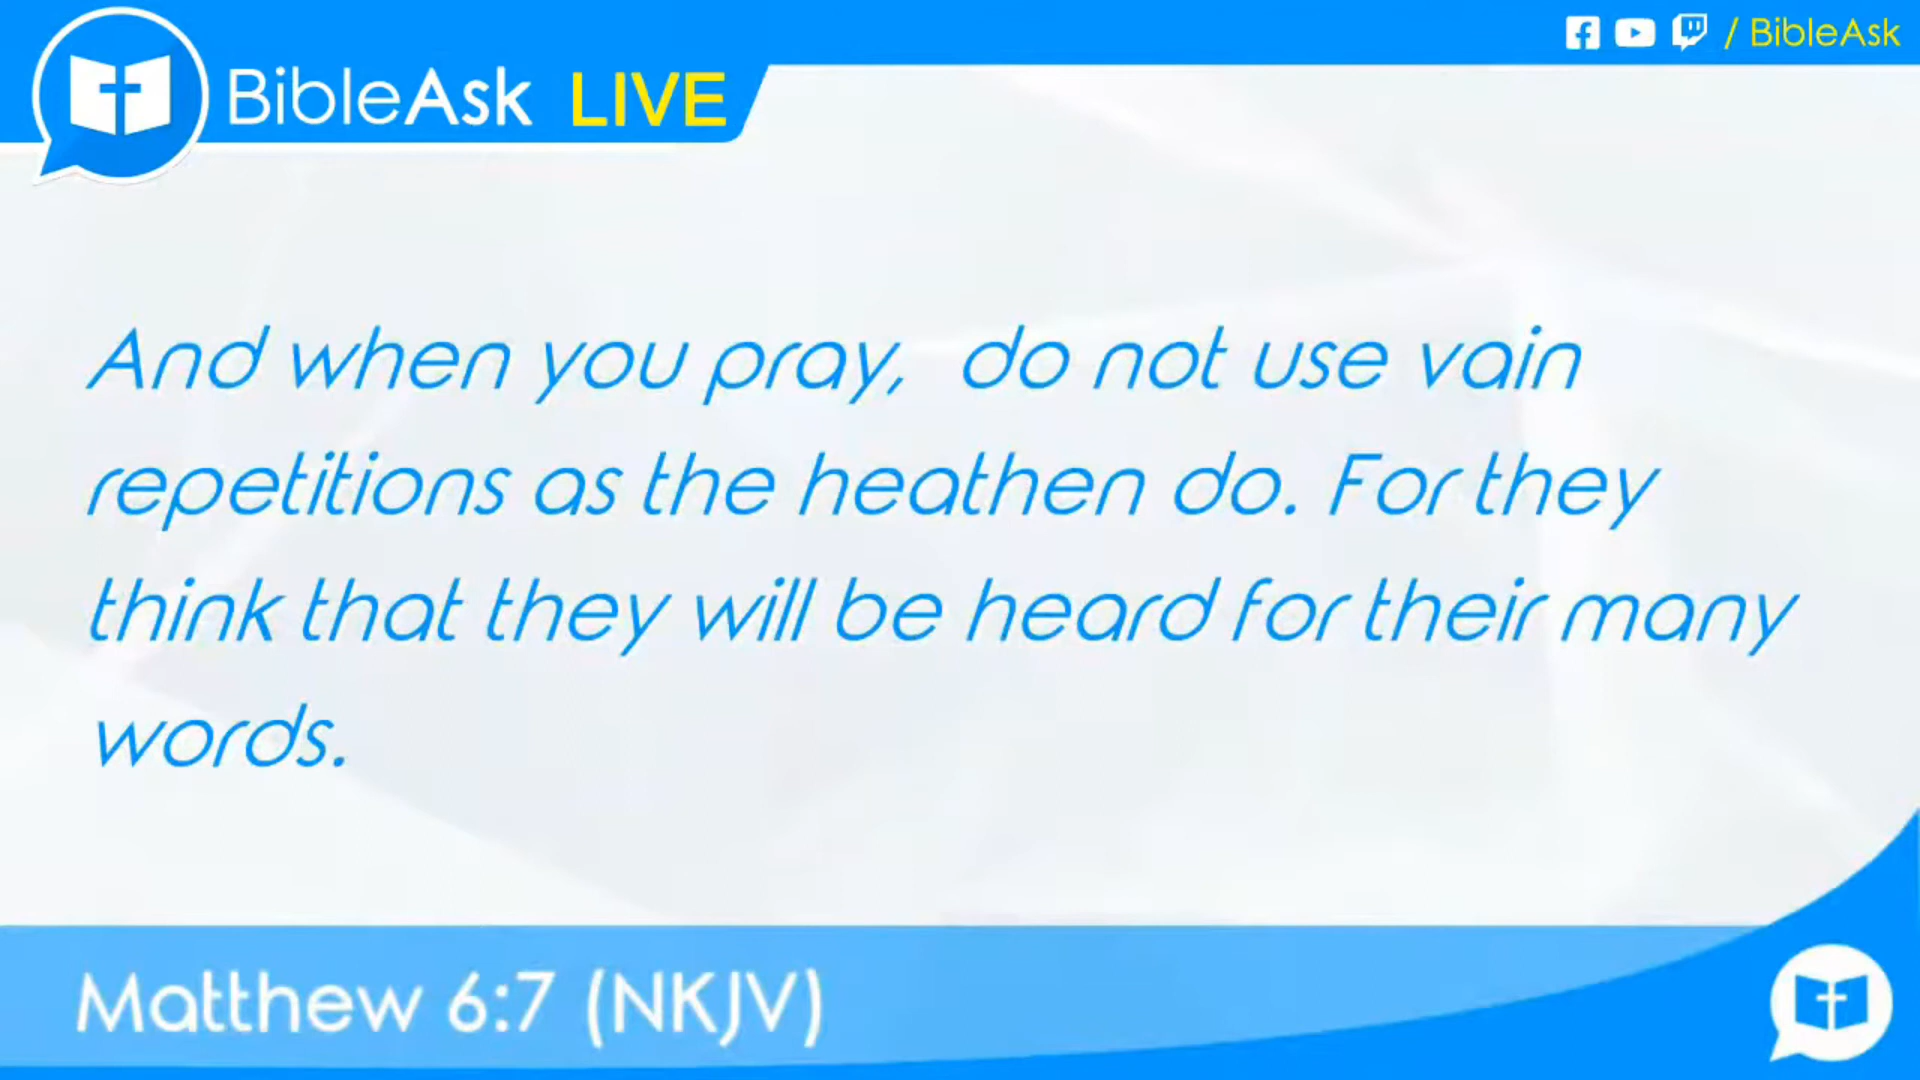 / BibleAsk
BibleAsk LIVE
And when you pray, do not use vain
repetitions as the heathen do. For they
think that they will be heard for their many
words.
Matthew 6:7 (NKJV)